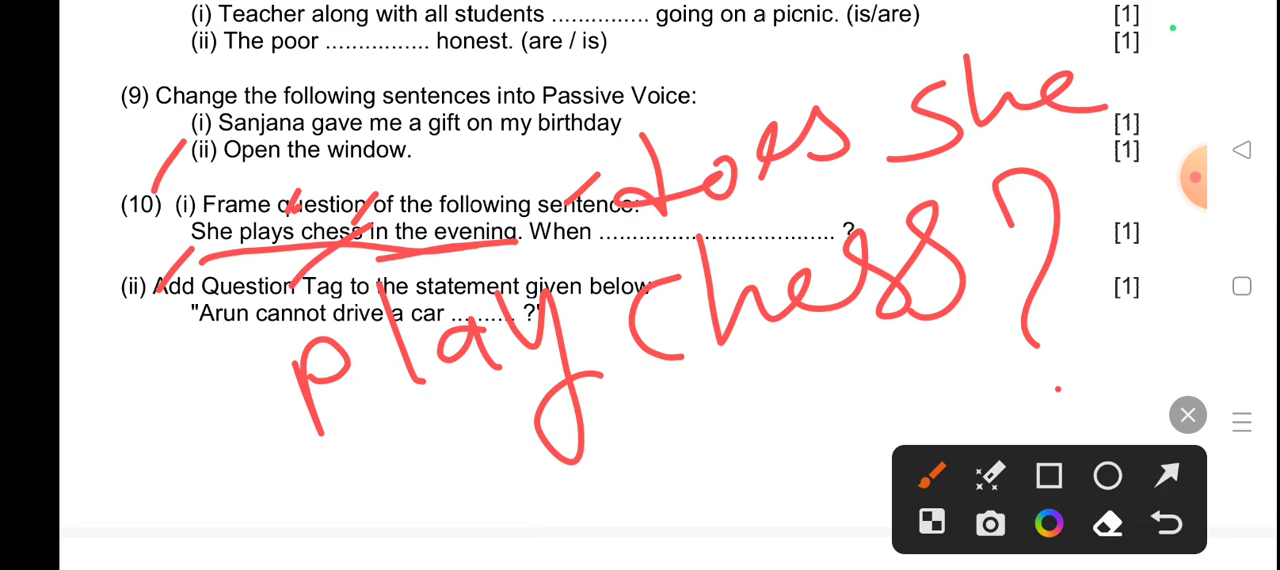 (i) Teacher along with all students ............... going on a picnic. (is/are) [1]
(ii) The poor ................ honest. (are / is) [1]
(9) Change the following sentences into Passive Voice:
(i) Sanjana gave me a gift on my birthday [1]
(ii) Open the window. [1]
(10) (i) Frame question of the following sentence:
She plays chess in the evening. When .................................... ? [1]
(ii) Add Question Tag to the statement given below [1]
"Arun cannot drive a car .......... ?"
does she
play chess?